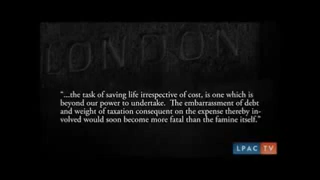 LONDON
“...the task of saving life irrespective of cost, is one which is
beyond our power to undertake.  The embarrassment of debt
and weight of taxation consequent on the expense thereby in-
volved would soon become more fatal than the famine itself.”
LPAC TV